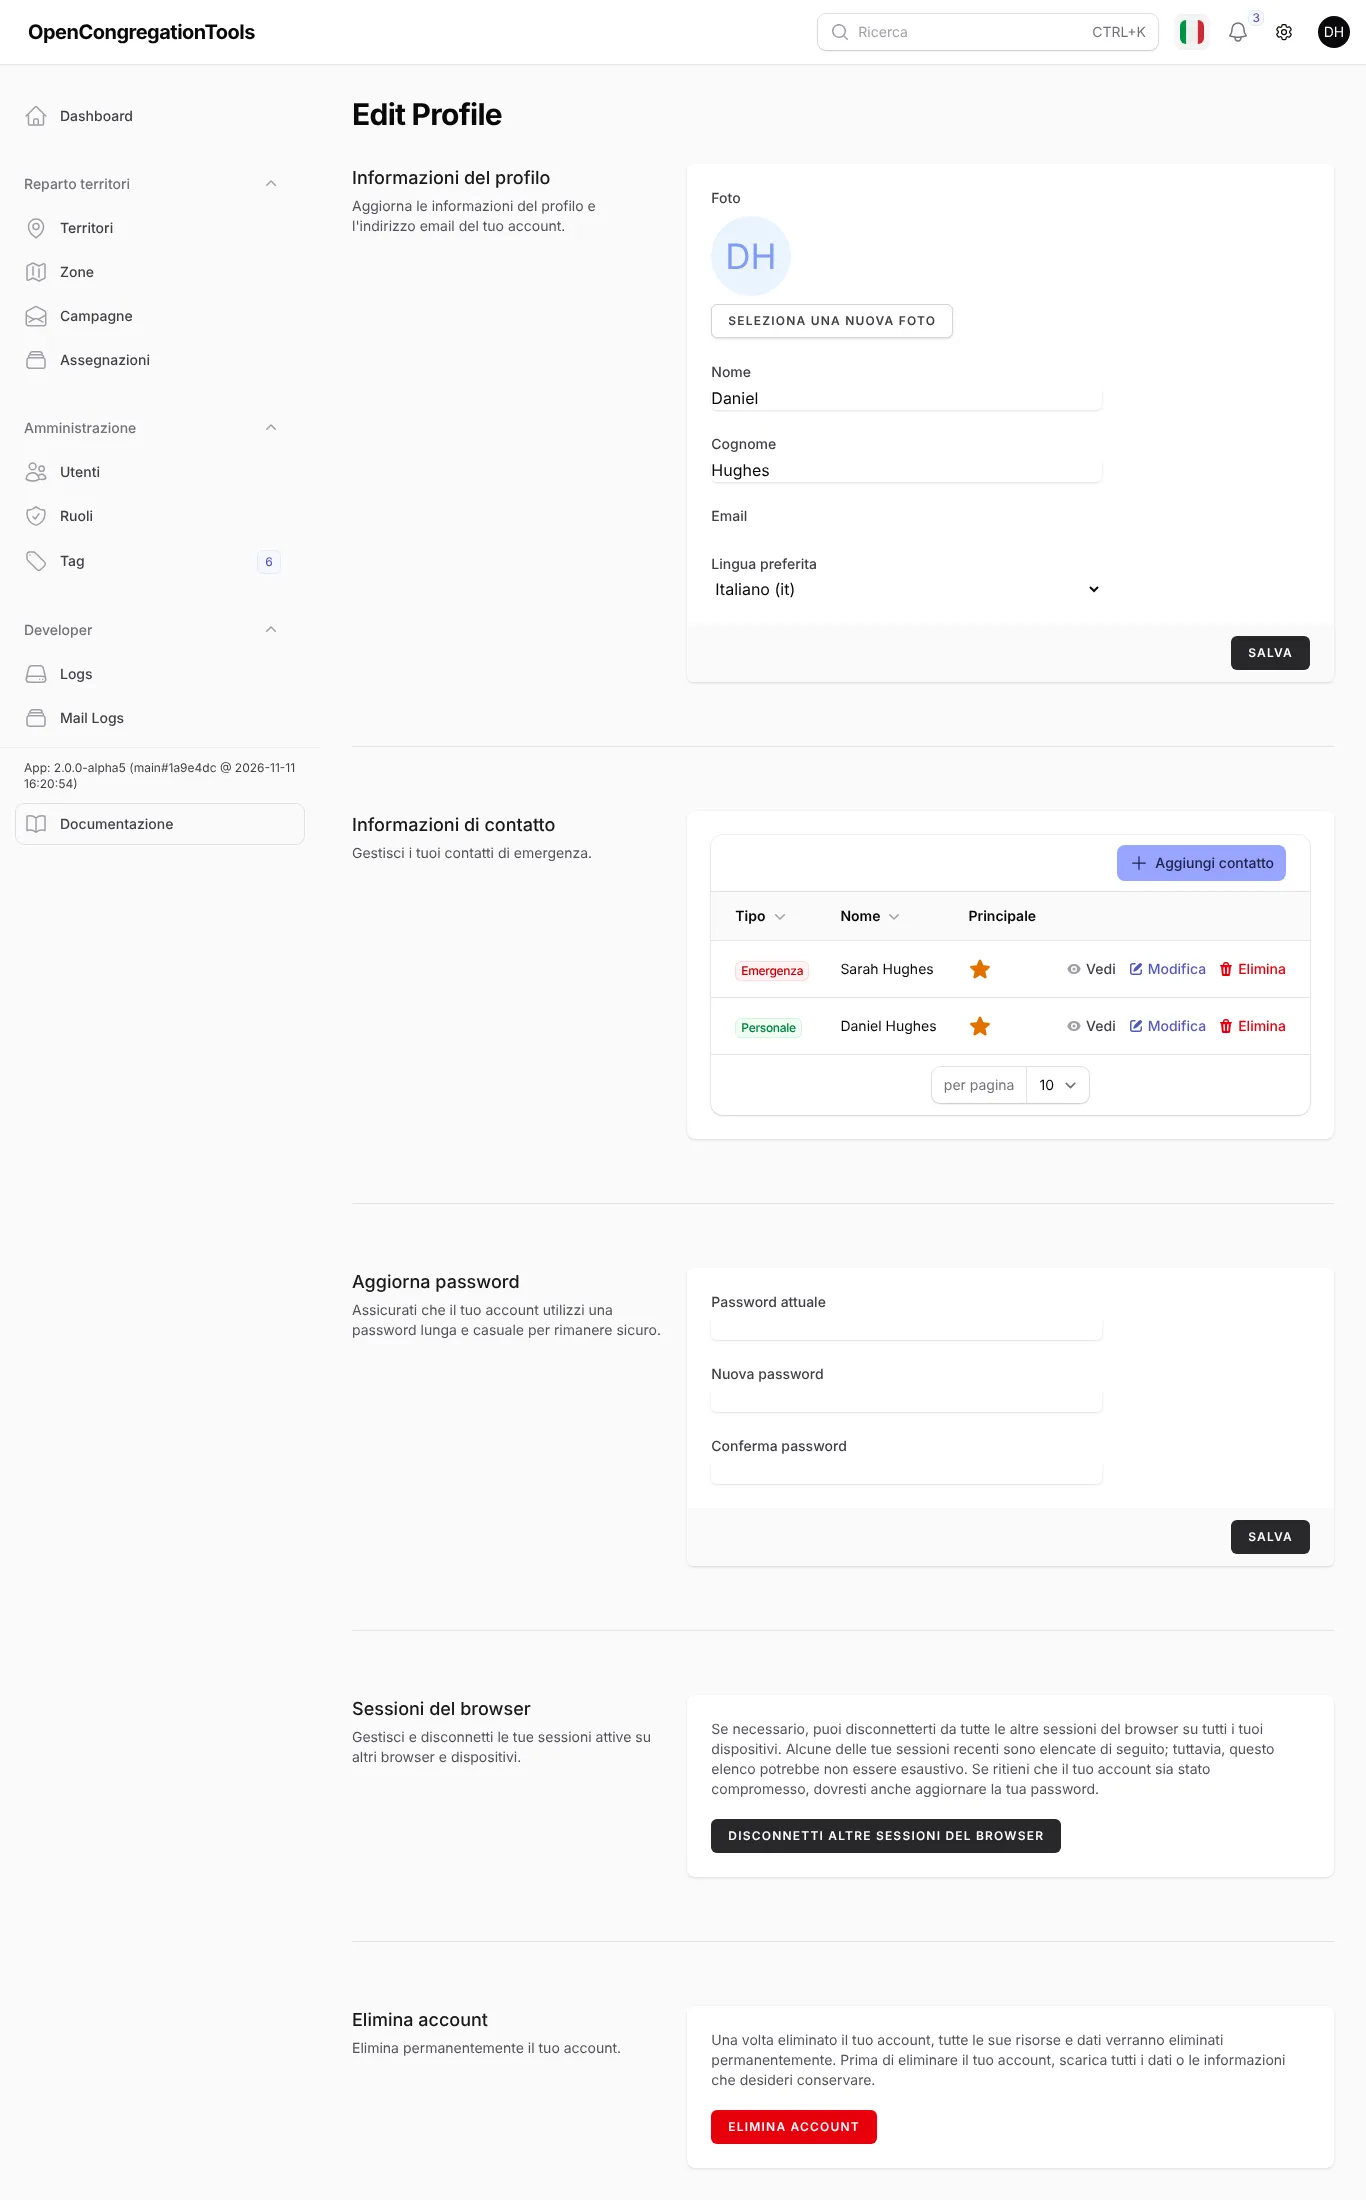 OpenCongregationTools
Ricerca
CTRL+K
3
DH
Dashboard
Reparto territori
Territori
Zone
Campagne
Assegnazioni
Amministrazione
Utenti
Ruoli
Tag
6
Developer
Logs
Mail Logs
App: 2.0.0-alpha5 (main#1a9e4dc @ 2026-11-11
16:20:54)
Documentazione
Edit Profile
Informazioni del profilo
Aggiorna le informazioni del profilo e
l'indirizzo email del tuo account.
Foto
DH
SELEZIONA UNA NUOVA FOTO
Nome
Daniel
Cognome
Hughes
Email
Lingua preferita
Italiano (it)
SALVA
Informazioni di contatto
Gestisci i tuoi contatti di emergenza.
Aggiungi contatto
Tipo Nome Principale
Emergenza Sarah Hughes Vedi Modifica Elimina
Personale Daniel Hughes Vedi Modifica Elimina
per pagina 10
Aggiorna password
Assicurati che il tuo account utilizzi una
password lunga e casuale per rimanere sicuro.
Password attuale
Nuova password
Conferma password
SALVA
Sessioni del browser
Gestisci e disconnetti le tue sessioni attive su
altri browser e dispositivi.
Se necessario, puoi disconnetterti da tutte le altre sessioni del browser su tutti i tuoi
dispositivi. Alcune delle tue sessioni recenti sono elencate di seguito; tuttavia, questo
elenco potrebbe non essere esaustivo. Se ritieni che il tuo account sia stato
compromesso, dovresti anche aggiornare la tua password.
DISCONNETTI ALTRE SESSIONI DEL BROWSER
Elimina account
Elimina permanentemente il tuo account.
Una volta eliminato il tuo account, tutte le sue risorse e dati verranno eliminati
permanentemente. Prima di eliminare il tuo account, scarica tutti i dati o le informazioni
che desideri conservare.
ELIMINA ACCOUNT